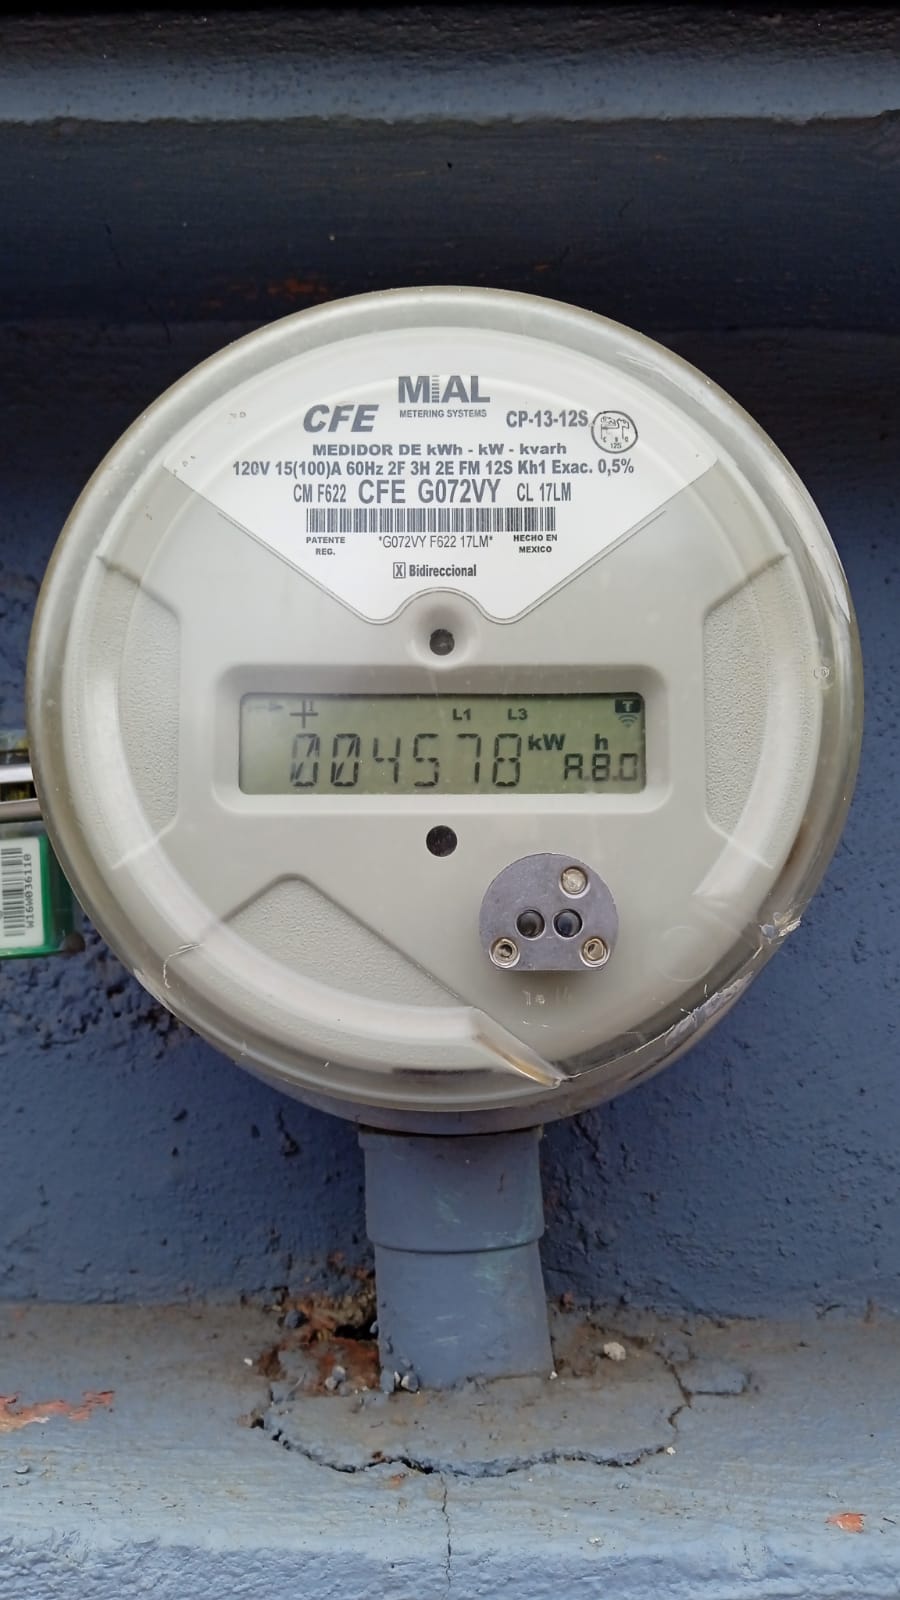 MIAL
METERING SYSTEMS
CFE
CP-13-12S
MEDIDOR DE kWh - kW - kvarh
120V 15(100)A 60Hz 2F 3H 2E FM 12S Kh1 Exac. 0,5%
CM F622 CFE G072VY CL 17LM
PATENTE REG.
*G072VY F622 17LM*
HECHO EN MEXICO
X Bidireccional
L1 L3 T
004578 kW h A.B.0
W16W036110